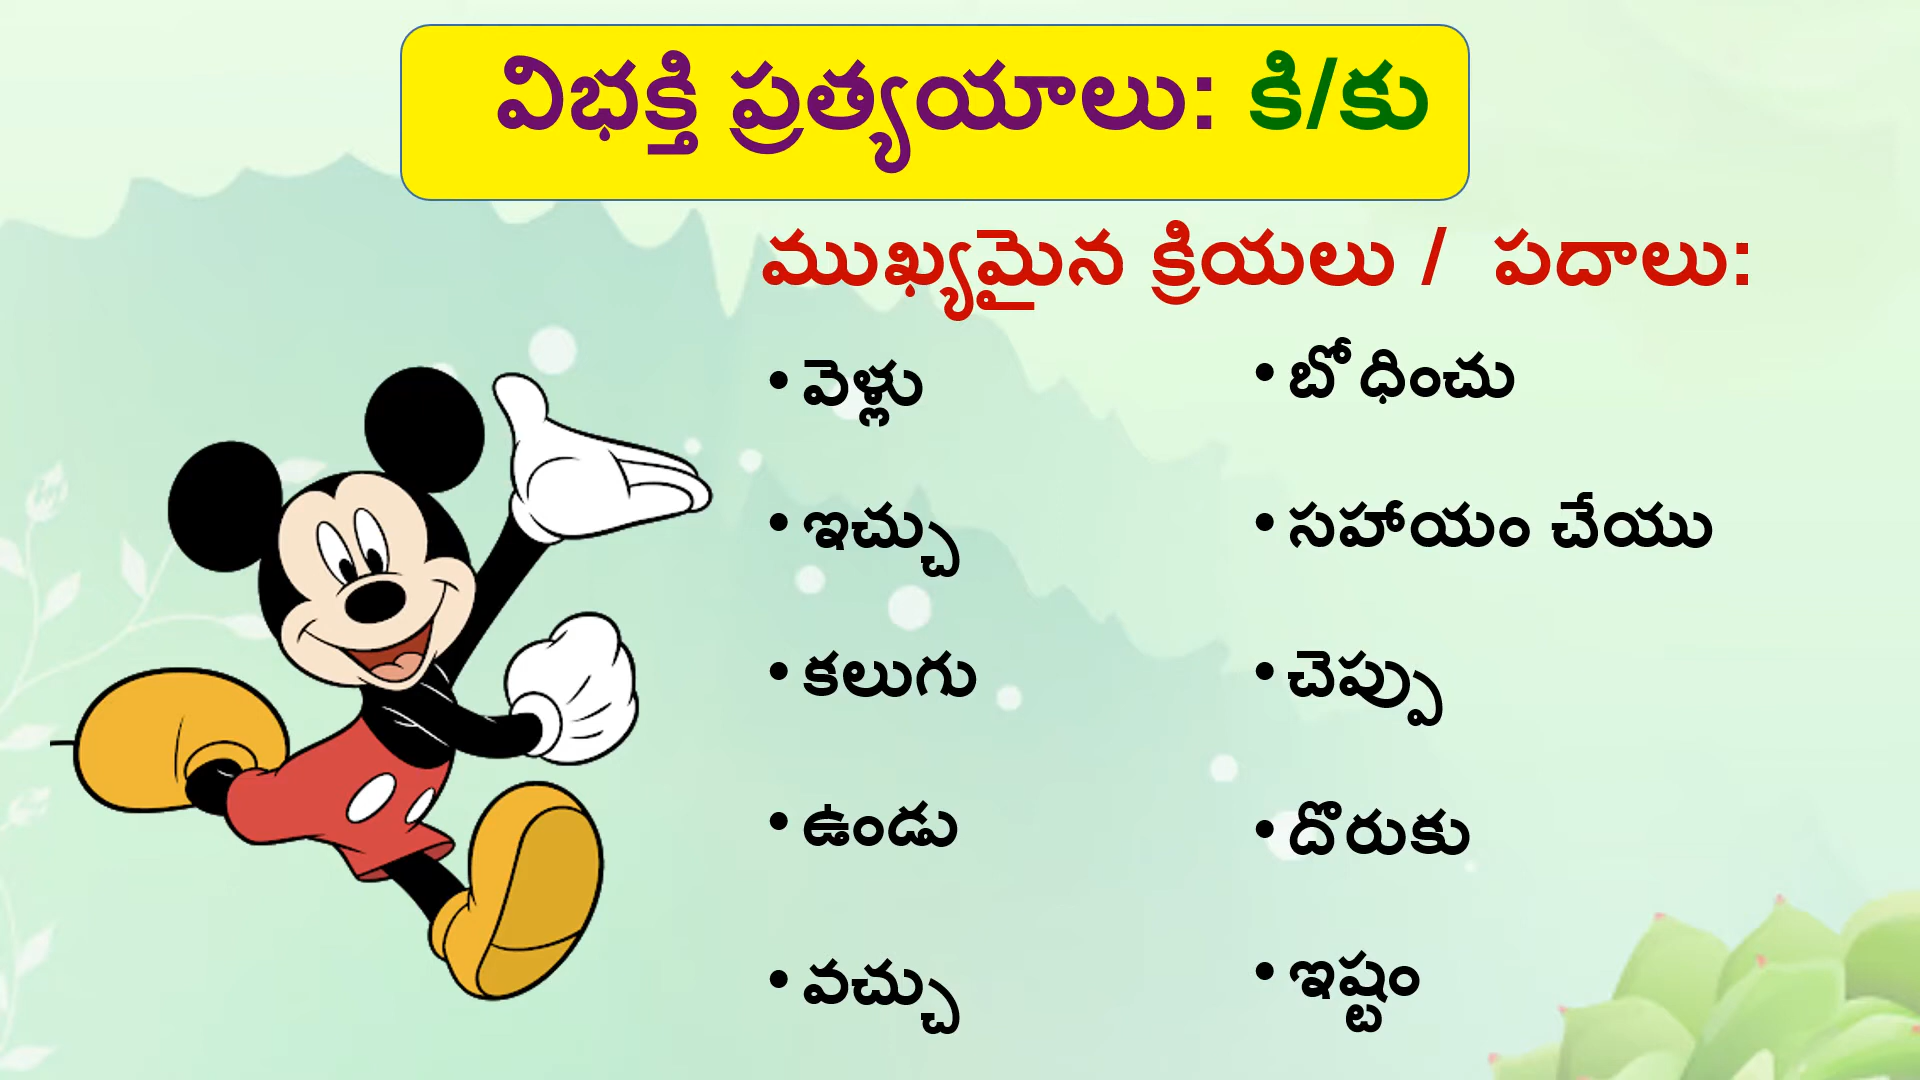 విభక్తి ప్రత్యయాలు: కి/కు
ముఖ్యమైన క్రియలు / పదాలు:
• వెళ్లు
• ఇచ్చు
• కలుగు
• ఉండు
• వచ్చు
• బోధించు
• సహాయం చేయు
• చెప్పు
• దొరుకు
• ఇష్టం